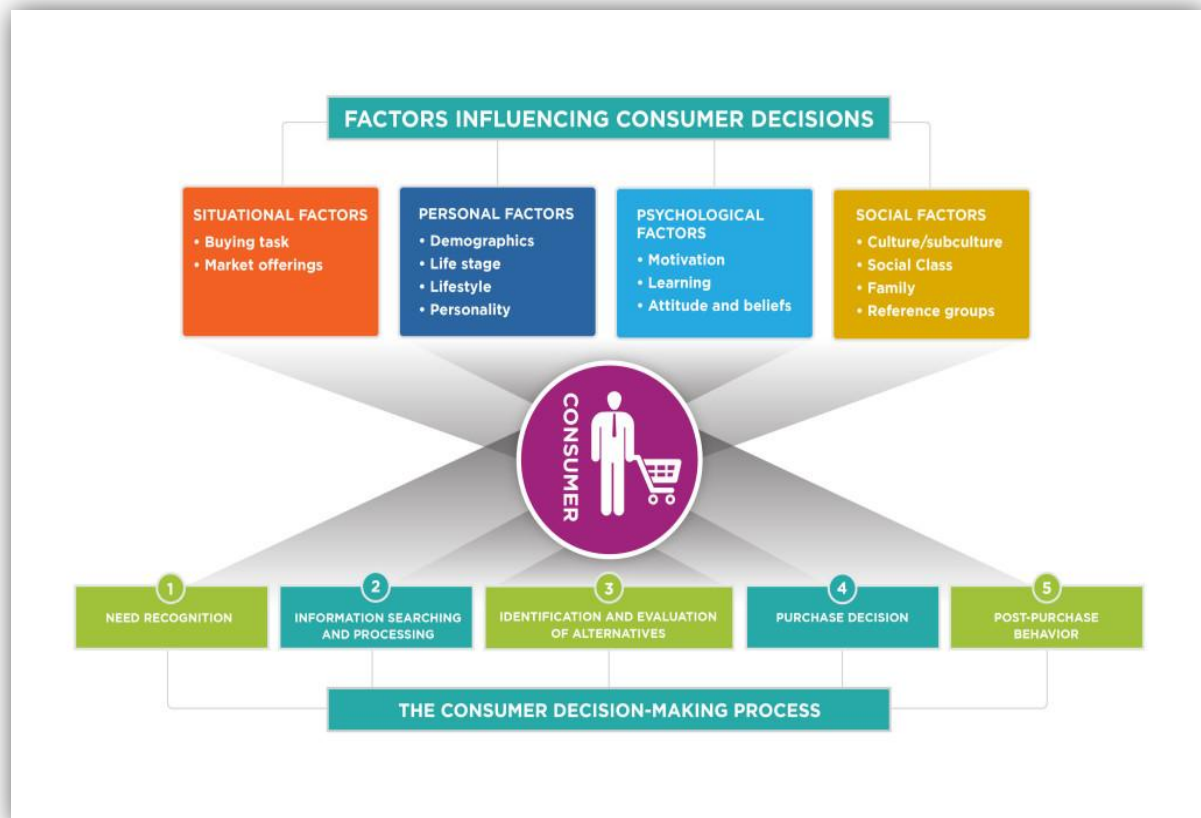 FACTORS INFLUENCING CONSUMER DECISIONS
SITUATIONAL FACTORS
• Buying task
• Market offerings
PERSONAL FACTORS
• Demographics
• Life stage
• Lifestyle
• Personality
PSYCHOLOGICAL
FACTORS
• Motivation
• Learning
• Attitude and beliefs
SOCIAL FACTORS
• Culture/subculture
• Social Class
• Family
• Reference groups
CONSUMER
1
NEED RECOGNITION
2
INFORMATION SEARCHING
AND PROCESSING
3
IDENTIFICATION AND EVALUATION
OF ALTERNATIVES
4
PURCHASE DECISION
5
POST-PURCHASE
BEHAVIOR
THE CONSUMER DECISION-MAKING PROCESS